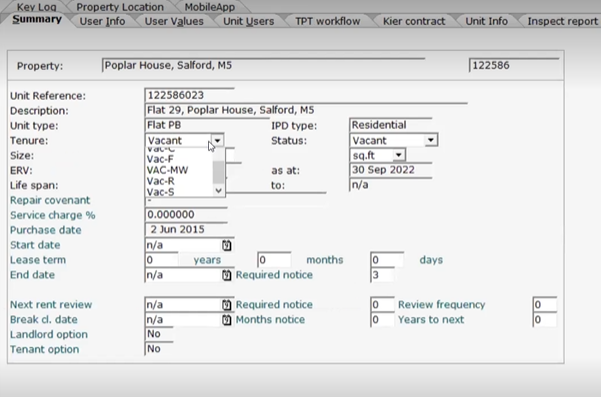 Key Log Property Location MobileApp
Summary User Info User Values Unit Users TPT workflow Kier contract Unit Info Inspect report
Property: Poplar House, Salford, M5 122586
Unit Reference: 122586023
Description: Flat 29, Poplar House, Salford, M5
Unit type: Flat PB IPD type: Residential
Tenure: Vacant Status: Vacant
Vac-C
Size: Vac-F sq.ft
ERV: VAC-MW as at: 30 Sep 2022
Vac-R
Life span: Vac-S to: n/a
Repair covenant -
Service charge % 0.000000
Purchase date 2 Jun 2015
Start date n/a
Lease term 0 years 0 months 0 days
End date n/a Required notice 3
Next rent review n/a Required notice 0 Review frequency 0
Break cl. date n/a Months notice 0 Years to next 0
Landlord option No
Tenant option No